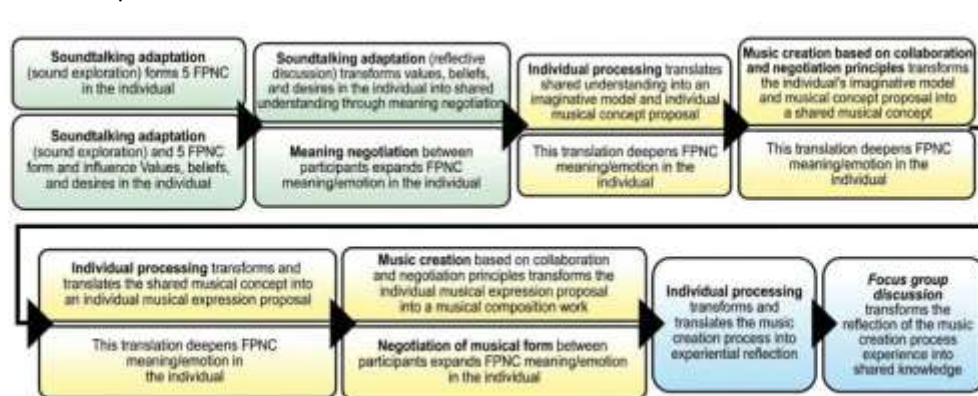 Soundtalking adaptation
(sound exploration) forms 5 FPNC
in the individual
Soundtalking adaptation
(sound exploration) and 5 FPNC
form and influence Values, beliefs,
and desires in the individual
Soundtalking adaptation (reflective
discussion) transforms values, beliefs,
and desires in the individual into shared
understanding through meaning negotiation
Meaning negotiation between
participants expands FPNC
meaning/emotion in the individual
Individual processing translates
shared understanding into an
imaginative model and individual
musical concept proposal
This translation deepens FPNC
meaning/emotion in the
individual
Music creation based on collaboration
and negotiation principles transforms
the individual's imaginative model
and musical concept proposal into
a shared musical concept
This translation deepens FPNC
meaning/emotion in the
individual
Individual processing transforms and
translates the shared musical concept into
an individual musical expression proposal
This translation deepens FPNC
meaning/emotion in
the individual
Music creation based on collaboration
and negotiation principles transforms the
individual musical expression proposal
into a musical composition work
Negotiation of musical form between
participants expands FPNC meaning/emotion
in the individual
Individual processing
transforms and
translates the music
creation process into
experiential reflection
Focus group
discussion
transforms the
reflection of the music
creation process
experience into
shared knowledge